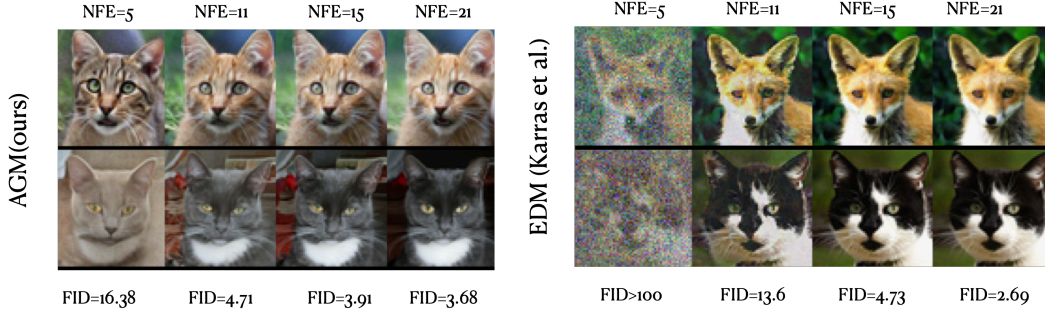 NFE=5 NFE=11 NFE=15 NFE=21
AGM(ours)
FID=16.38 FID=4.71 FID=3.91 FID=3.68
NFE=5 NFE=11 NFE=15 NFE=21
EDM (Karras et al.)
FID>100 FID=13.6 FID=4.73 FID=2.69